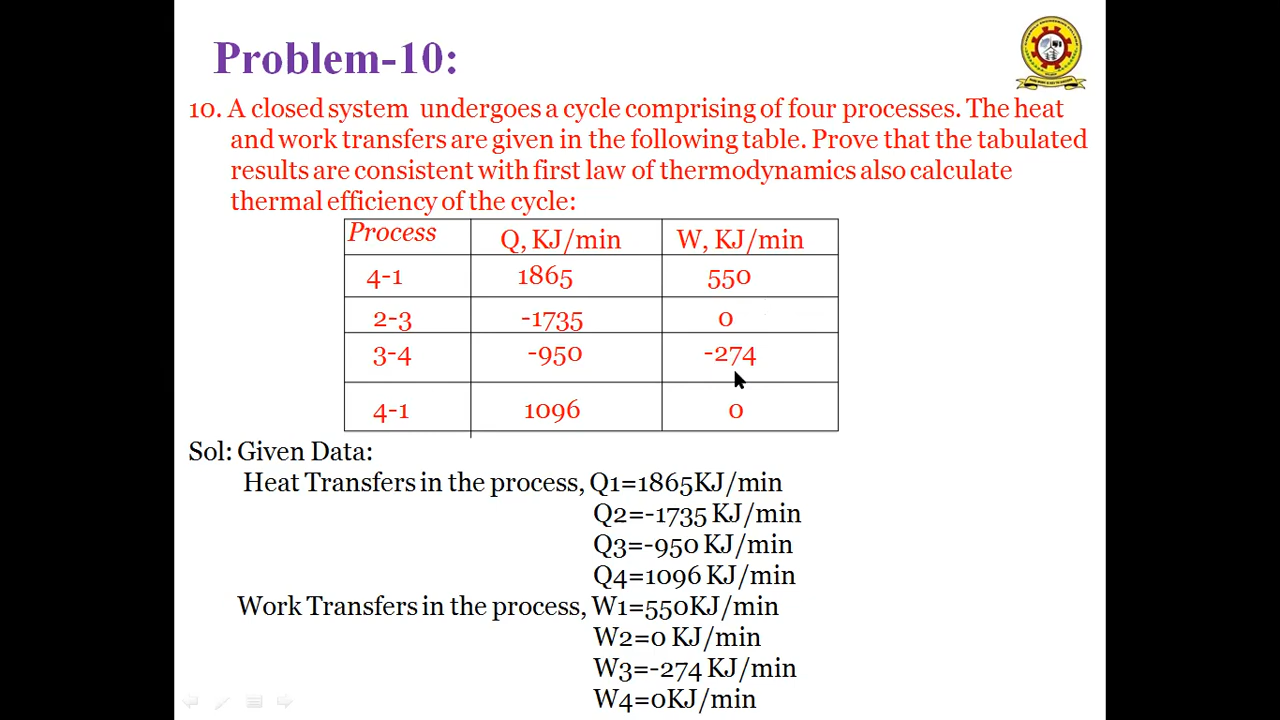 Problem-10:
10. A closed system undergoes a cycle comprising of four processes. The heat
and work transfers are given in the following table. Prove that the tabulated
results are consistent with first law of thermodynamics also calculate
thermal efficiency of the cycle:
Process Q, KJ/min W, KJ/min
4-1 1865 550
2-3 -1735 0
3-4 -950 -274
4-1 1096 0
Sol: Given Data:
Heat Transfers in the process, Q1=1865KJ/min
Q2=-1735 KJ/min
Q3=-950 KJ/min
Q4=1096 KJ/min
Work Transfers in the process, W1=550KJ/min
W2=0 KJ/min
W3=-274 KJ/min
W4=0KJ/min